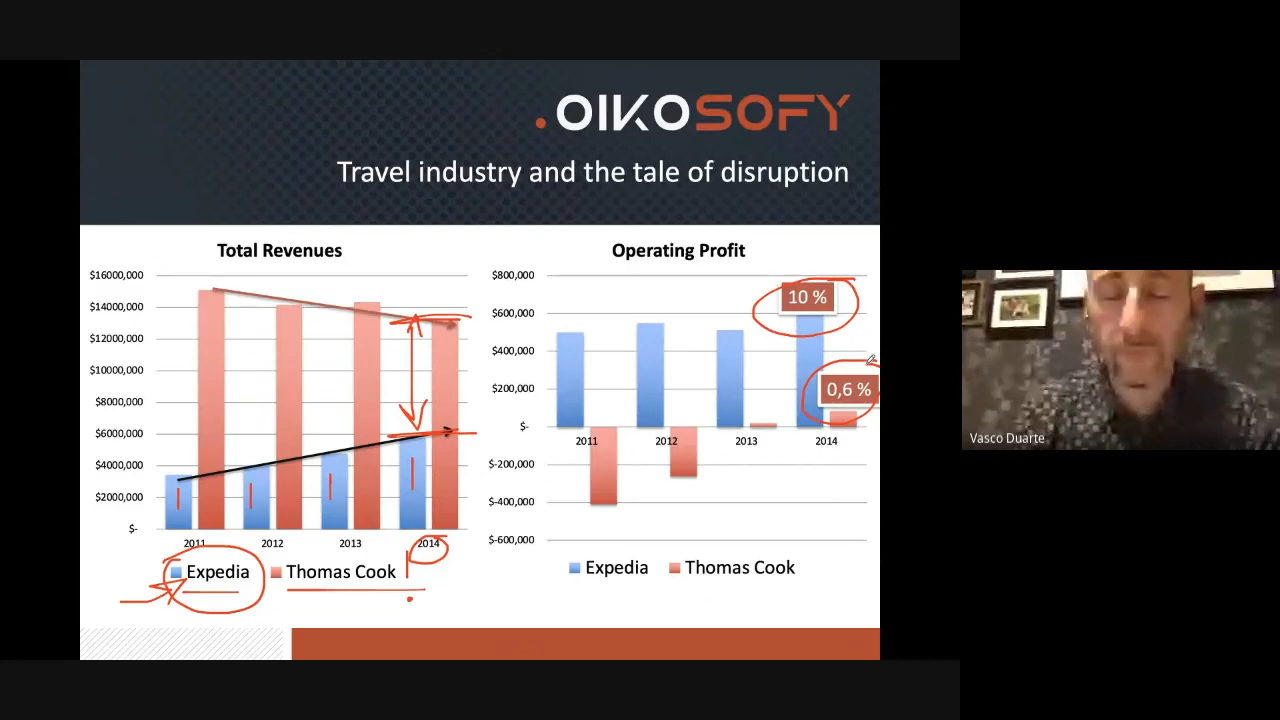 .OIKOSOFY
Travel industry and the tale of disruption
Total Revenues
$16000,000
$14000,000
$12000,000
$10000,000
$8000,000
$6000,000
$4000,000
$2000,000
$-
2011 2012 2013 2014
Expedia Thomas Cook
Operating Profit
$800,000
$600,000
$400,000
$200,000
$-
$-200,000
$-400,000
$-600,000
10 %
0,6 %
2011 2012 2013 2014
Expedia Thomas Cook
Vasco Duarte